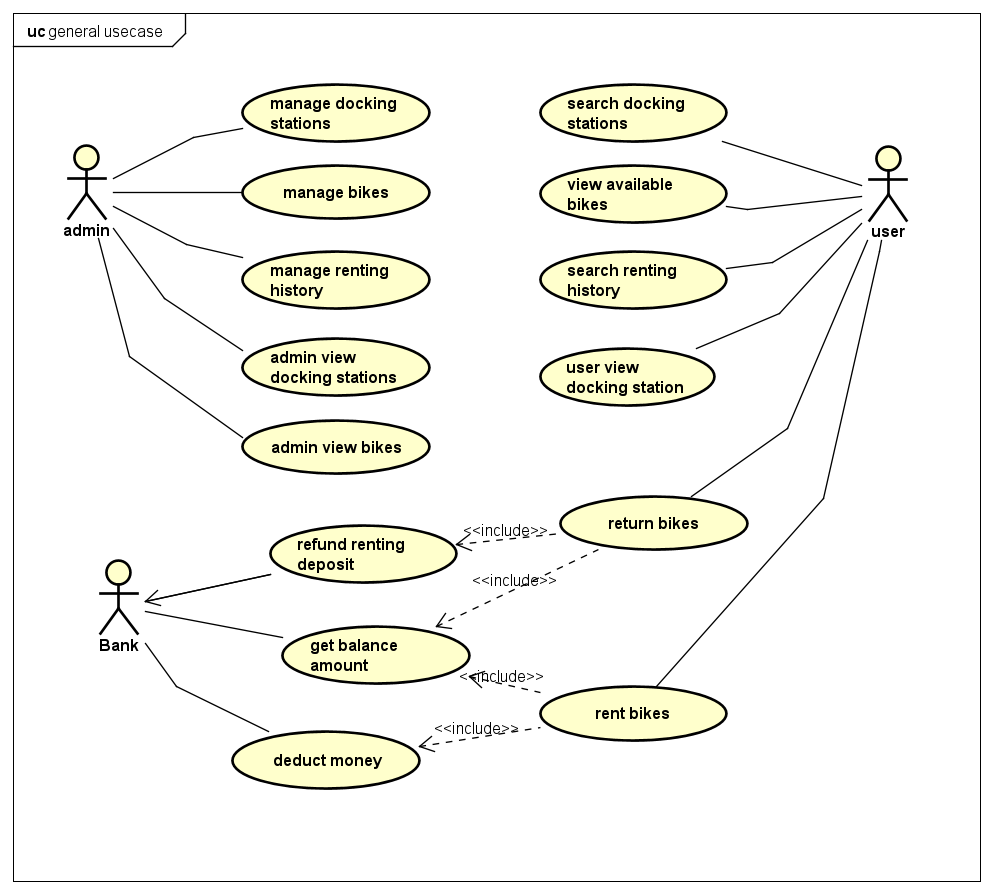 uc general usecase
manage docking
stations
search docking
stations
manage bikes
view available
bikes
admin
user
manage renting
history
search renting
history
admin view
docking stations
user view
docking station
admin view bikes
return bikes
<<include>>
refund renting
deposit
<<include>>
Bank
get balance
amount
<<include>>
rent bikes
<<include>>
deduct money